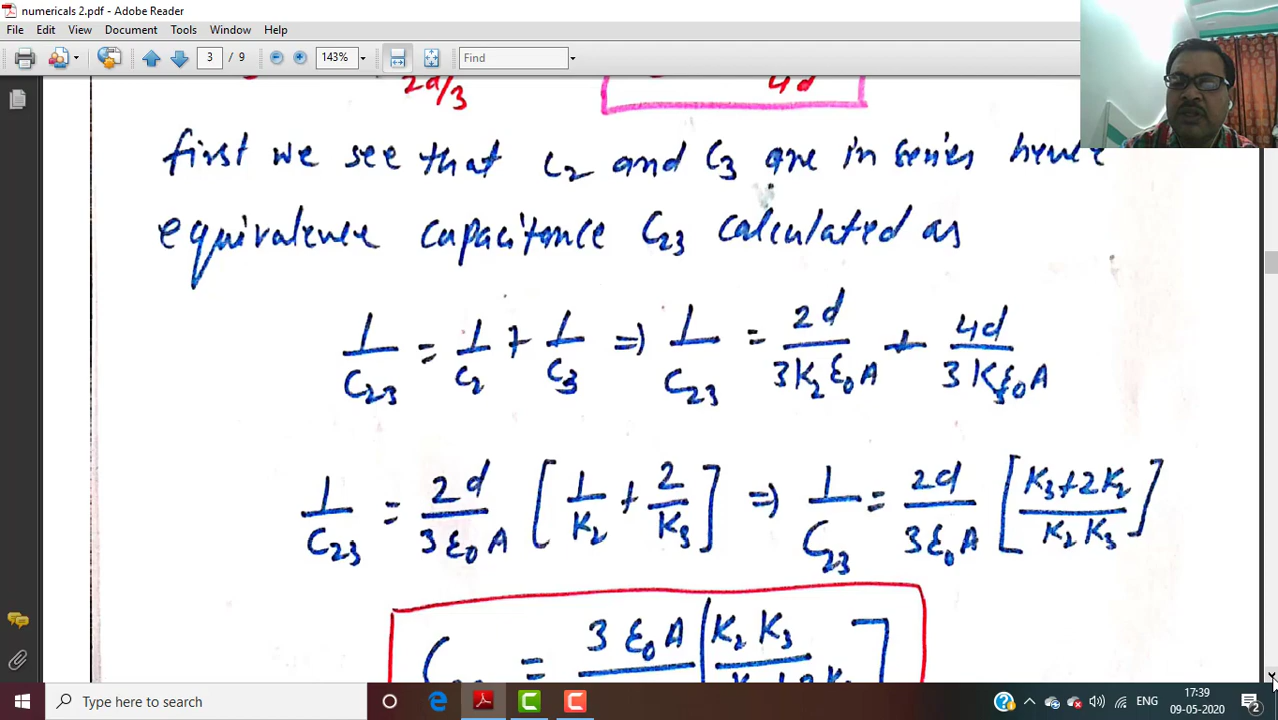 numericals 2.pdf - Adobe Reader
File Edit View Document Tools Window Help
3 / 9 143% Find
2d/3 4d
first we see that C2 and C3 are in series hence
equivalence capacitance C23 calculated as
1/C23 = 1/C2 + 1/C3 => 1/C23 = 2d/3K2ε0A + 4d/3K3ε0A
1/C23 = 2d/3ε0A [1/K2 + 2/K3] => 1/C23 = 2d/3ε0A [K3+2K2/K2K3]
= 3ε0A K2K3
Type here to search
ENG
17:39
09-05-2020
2